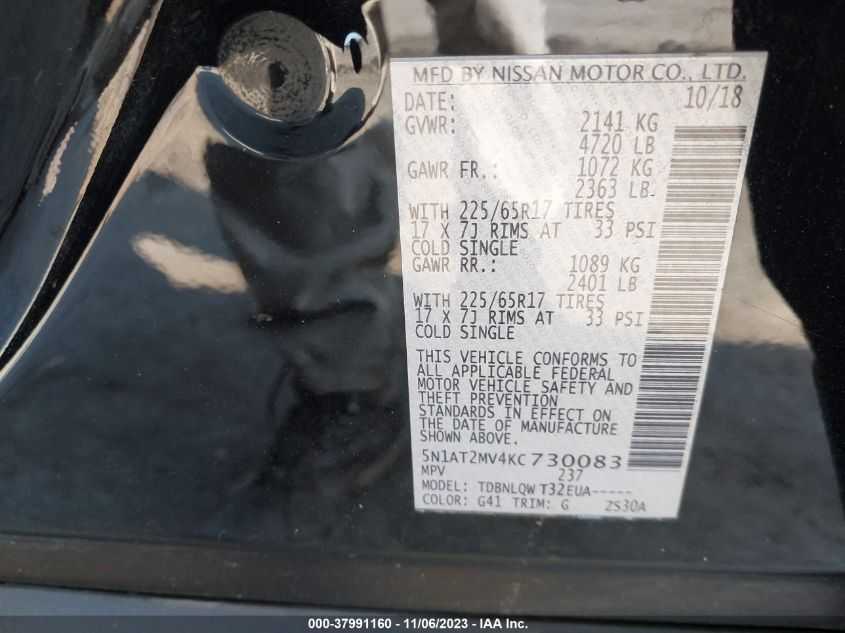 MFD BY NISSAN MOTOR CO., LTD.
DATE: 10/18
GVWR: 2141 KG
4720 LB
GAWR FR.: 1072 KG
2363 LB
WITH 225/65R17 TIRES
17 X 7J RIMS AT 33 PSI
COLD SINGLE
GAWR RR.: 1089 KG
2401 LB
WITH 225/65R17 TIRES
17 X 7J RIMS AT 33 PSI
COLD SINGLE
THIS VEHICLE CONFORMS TO
ALL APPLICABLE FEDERAL
MOTOR VEHICLE SAFETY AND
THEFT PREVENTION
STANDARDS IN EFFECT ON
THE DATE OF MANUFACTURE
SHOWN ABOVE.
5N1AT2MV4KC730083
MPV 237
MODEL: TDBNLQW T32EUA-----
COLOR: G41 TRIM: G ZS30A
000-37991160 - 11/06/2023 - IAA Inc.